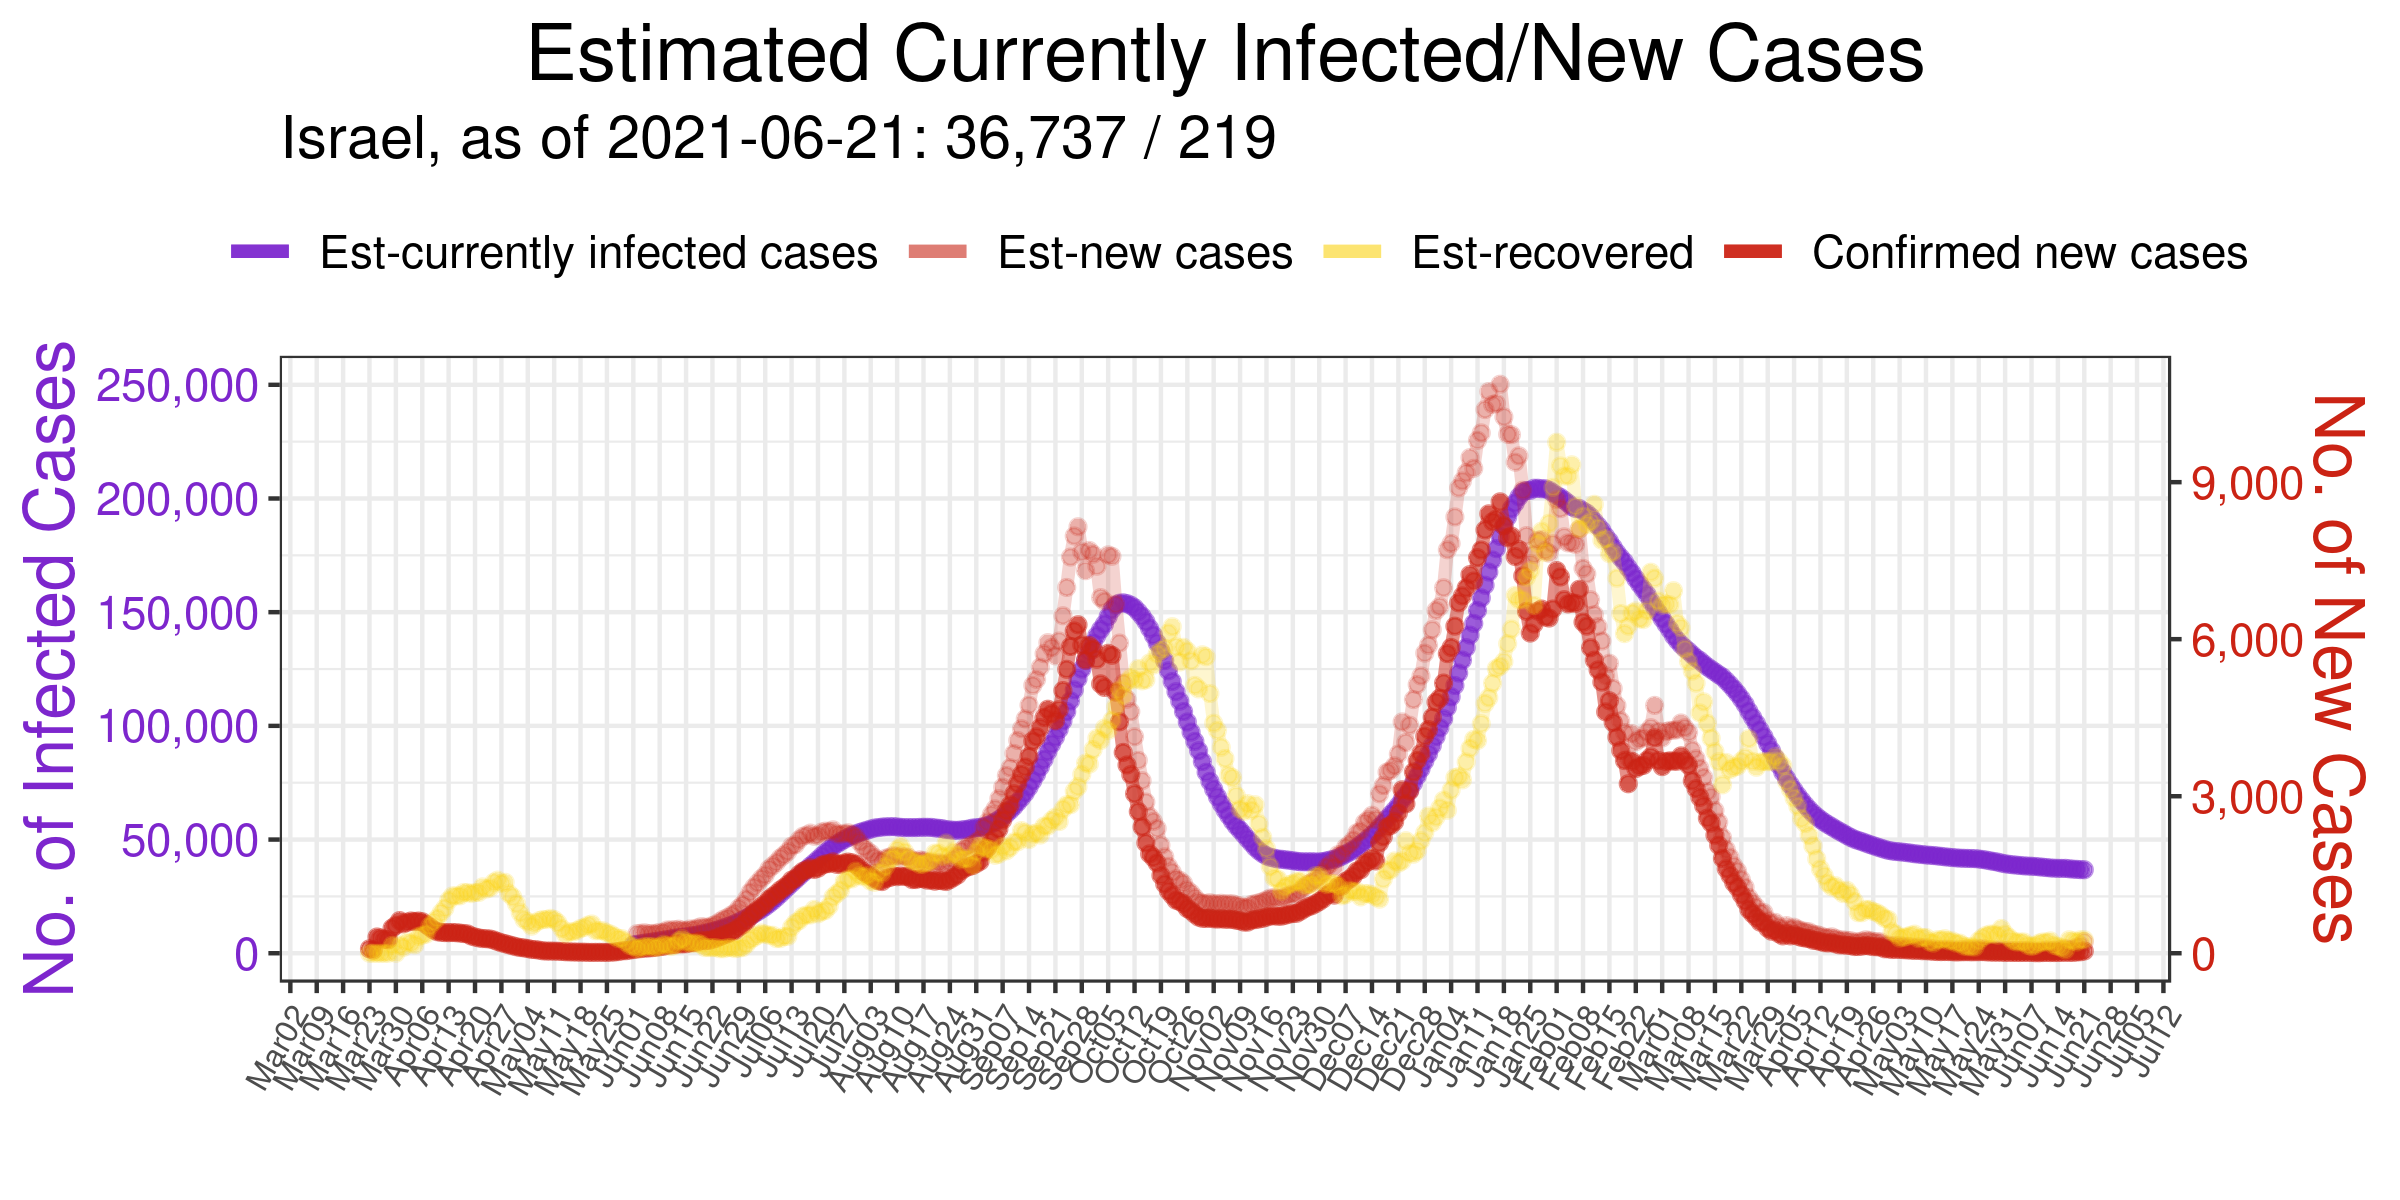 Estimated Currently Infected/New Cases
Israel, as of 2021-06-21: 36,737 / 219
Est-currently infected cases Est-new cases Est-recovered Confirmed new cases
No. of Infected Cases
250,000
200,000
150,000
100,000
50,000
0
9,000
6,000
3,000
0
No. of New Cases
Mar02
Mar09
Mar16
Mar23
Mar30
Apr06
Apr13
Apr20
Apr27
May04
May11
May18
May25
Jun01
Jun08
Jun15
Jun22
Jun29
Jul06
Jul13
Jul20
Jul27
Aug03
Aug10
Aug17
Aug24
Aug31
Sep07
Sep14
Sep21
Sep28
Oct05
Oct12
Oct19
Oct26
Nov02
Nov09
Nov16
Nov23
Nov30
Dec07
Dec14
Dec21
Dec28
Jan04
Jan11
Jan18
Jan25
Feb01
Feb08
Feb15
Feb22
Mar01
Mar08
Mar15
Mar22
Mar29
Apr05
Apr12
Apr19
Apr26
May03
May10
May17
May24
May31
Jun07
Jun14
Jun21
Jun28
Jul05
Jul12